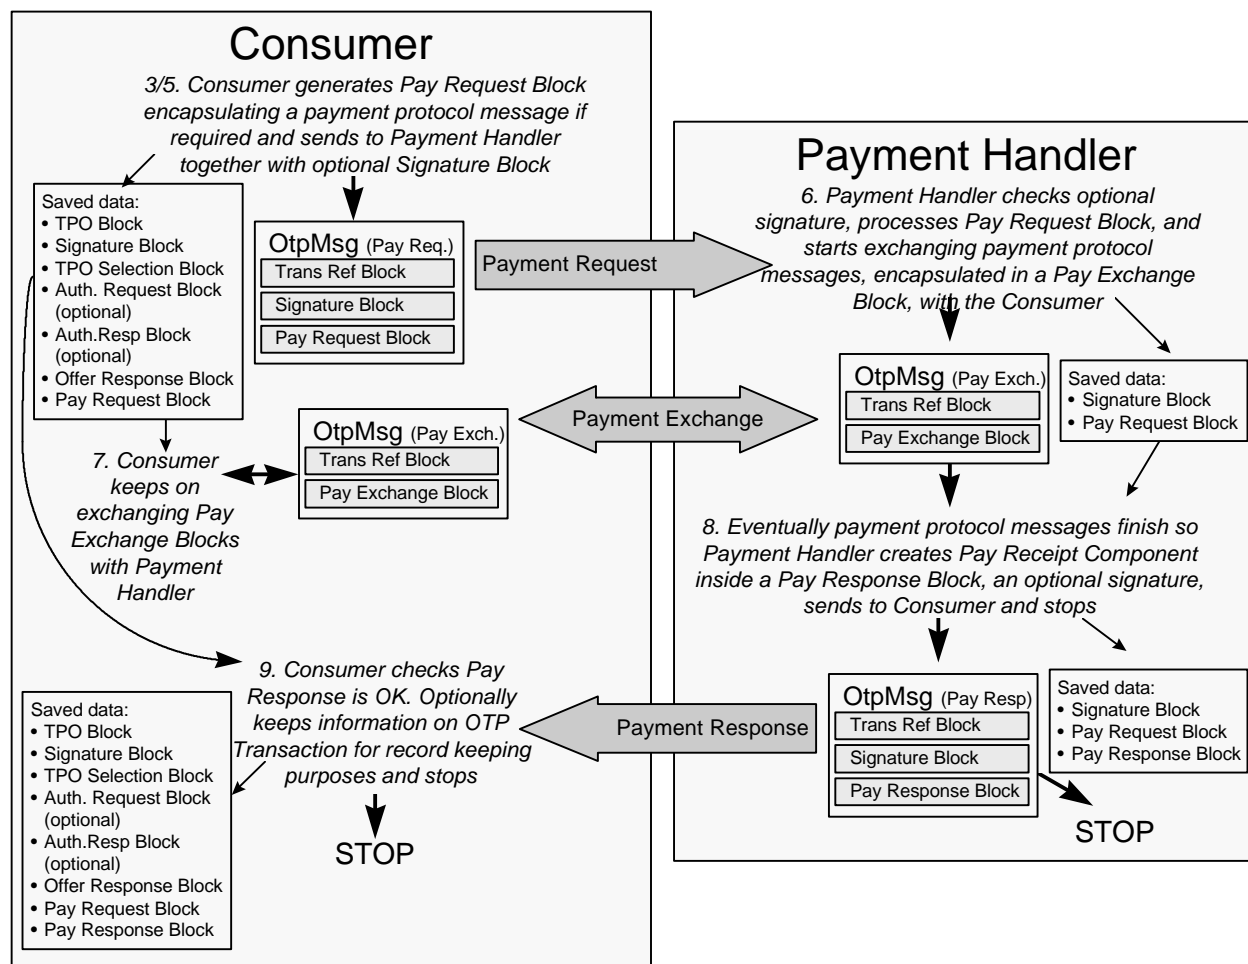 Consumer
3/5. Consumer generates Pay Request Block
encapsulating a payment protocol message if
required and sends to Payment Handler
together with optional Signature Block
Saved data:
• TPO Block
• Signature Block
• TPO Selection Block
• Auth. Request Block
(optional)
• Auth.Resp Block
(optional)
• Offer Response Block
• Pay Request Block
OtpMsg (Pay Req.)
Trans Ref Block
Signature Block
Pay Request Block
Payment Request
Payment Handler
6. Payment Handler checks optional
signature, processes Pay Request Block, and
starts exchanging payment protocol
messages, encapsulated in a Pay Exchange
Block, with the Consumer
OtpMsg (Pay Exch.)
Trans Ref Block
Pay Exchange Block
Saved data:
• Signature Block
• Pay Request Block
Payment Exchange
OtpMsg (Pay Exch.)
Trans Ref Block
Pay Exchange Block
7. Consumer
keeps on
exchanging Pay
Exchange Blocks
with Payment
Handler
8. Eventually payment protocol messages finish so
Payment Handler creates Pay Receipt Component
inside a Pay Response Block, an optional signature,
sends to Consumer and stops
OtpMsg (Pay Resp)
Trans Ref Block
Signature Block
Pay Response Block
Saved data:
• Signature Block
• Pay Request Block
• Pay Response Block
STOP
Payment Response
9. Consumer checks Pay
Response is OK. Optionally
keeps information on OTP
Transaction for record keeping
purposes and stops
STOP
Saved data:
• TPO Block
• Signature Block
• TPO Selection Block
• Auth. Request Block
(optional)
• Auth.Resp Block
(optional)
• Offer Response Block
• Pay Request Block
• Pay Response Block